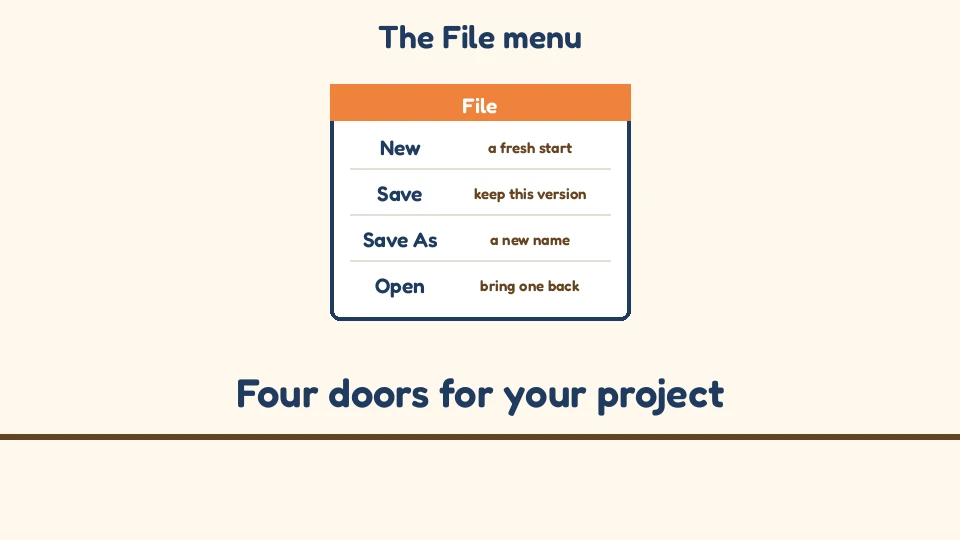 The File menu
File
New a fresh start
Save keep this version
Save As a new name
Open bring one back
Four doors for your project